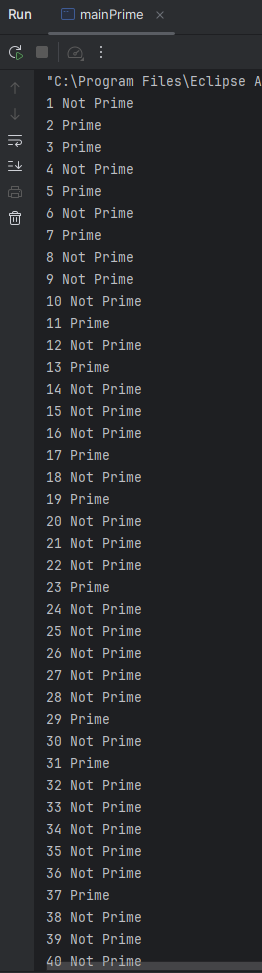 Run mainPrime
"C:\Program Files\Eclipse A
1 Not Prime
2 Prime
3 Prime
4 Not Prime
5 Prime
6 Not Prime
7 Prime
8 Not Prime
9 Not Prime
10 Not Prime
11 Prime
12 Not Prime
13 Prime
14 Not Prime
15 Not Prime
16 Not Prime
17 Prime
18 Not Prime
19 Prime
20 Not Prime
21 Not Prime
22 Not Prime
23 Prime
24 Not Prime
25 Not Prime
26 Not Prime
27 Not Prime
28 Not Prime
29 Prime
30 Not Prime
31 Prime
32 Not Prime
33 Not Prime
34 Not Prime
35 Not Prime
36 Not Prime
37 Prime
38 Not Prime
39 Not Prime
40 Not Prime